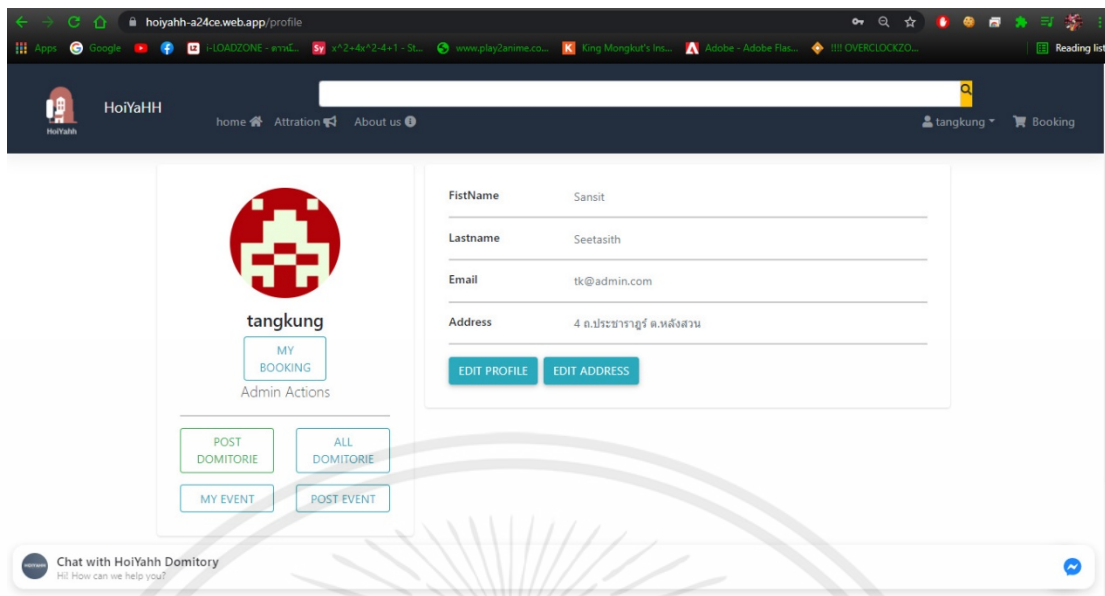 hoiyahh-a24ce.web.app/profile
Apps Google i-LOADZONE - ดาวน์โ... x^2+4x^2-4+1 - St... www.play2anime.co... King Mongkut's Ins... Adobe - Adobe Flas... !!!! OVERCLOCKZO... Reading list
HoiYahh
HoiYaHH
home Attration About us
tangkung Booking
tangkung
MY
BOOKING
Admin Actions
POST
DOMITORIE
ALL
DOMITORIE
MY EVENT
POST EVENT
FistName Sansit
Lastname Seetasith
Email tk@admin.com
Address 4 ถ.ประชาราฎร์ ต.หลังสวน
EDIT PROFILE EDIT ADDRESS
Chat with HoiYahh Domitory
Hi! How can we help you?